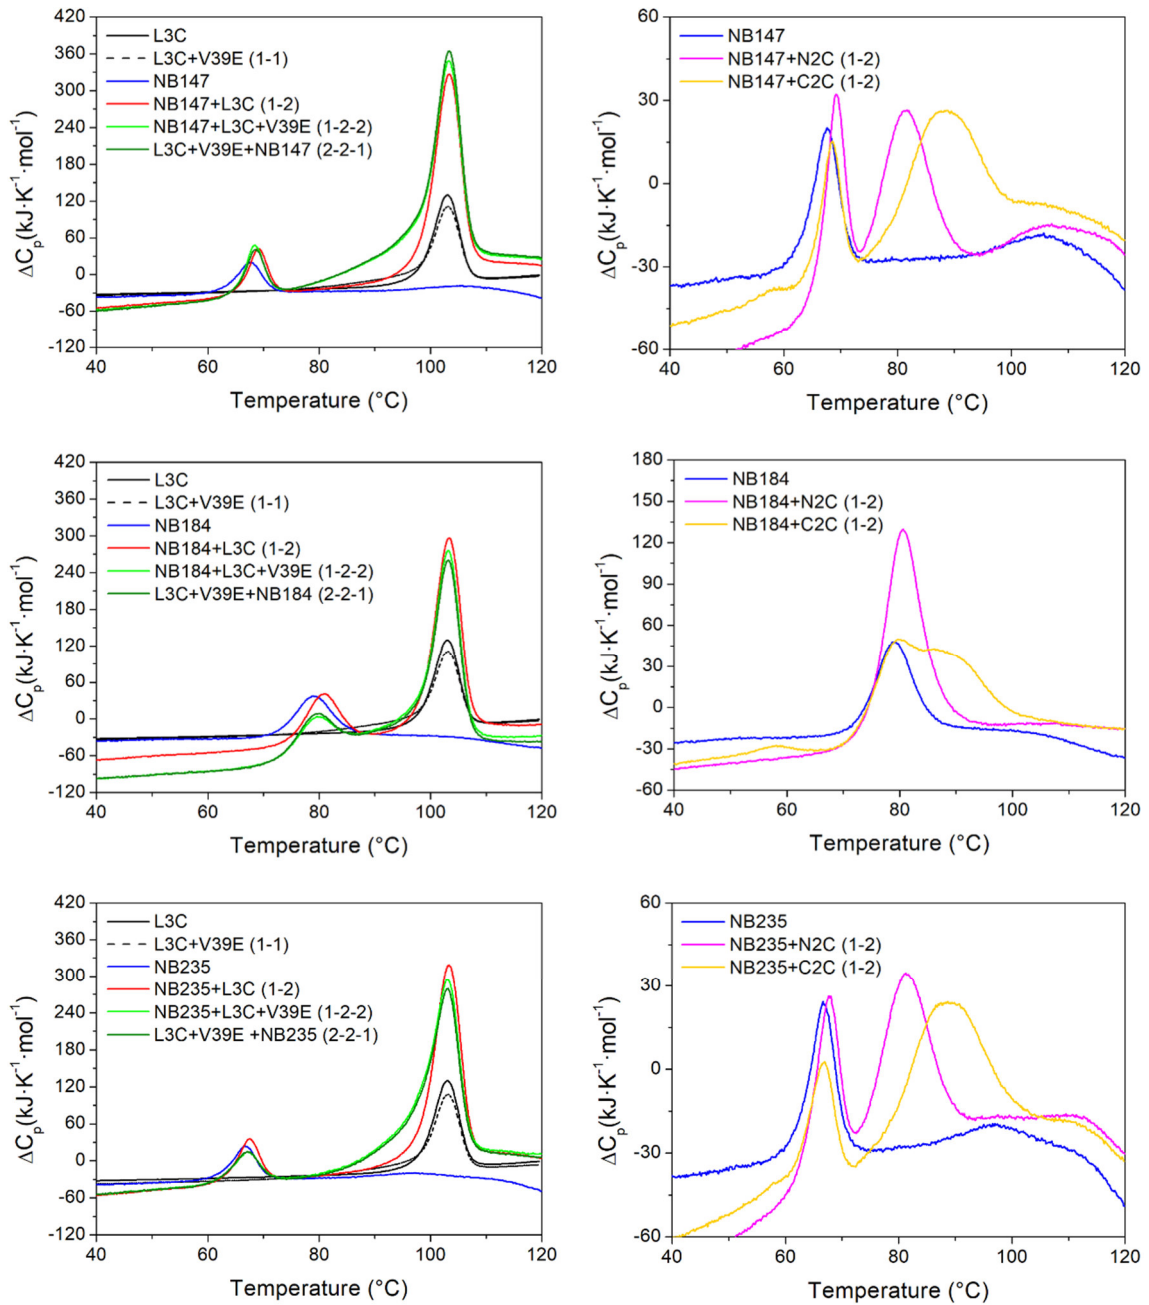 420
360
300
240
180
120
60
0
-60
-120
ΔCp(kJ·K⁻¹·mol⁻¹)
L3C
L3C+V39E (1-1)
NB147
NB147+L3C (1-2)
NB147+L3C+V39E (1-2-2)
L3C+V39E+NB147 (2-2-1)
40 60 80 100 120
Temperature (°C)
60
30
0
-30
-60
ΔCp(kJ·K⁻¹·mol⁻¹)
NB147
NB147+N2C (1-2)
NB147+C2C (1-2)
40 60 80 100 120
Temperature (°C)
420
360
300
240
180
120
60
0
-60
-120
ΔCp(kJ·K⁻¹·mol⁻¹)
L3C
L3C+V39E (1-1)
NB184
NB184+L3C (1-2)
NB184+L3C+V39E (1-2-2)
L3C+V39E+NB184 (2-2-1)
40 60 80 100 120
Temperature (°C)
180
150
120
90
60
30
0
-30
-60
ΔCp(kJ·K⁻¹·mol⁻¹)
NB184
NB184+N2C (1-2)
NB184+C2C (1-2)
40 60 80 100 120
Temperature (°C)
420
360
300
240
180
120
60
0
-60
-120
ΔCp(kJ·K⁻¹·mol⁻¹)
L3C
L3C+V39E (1-1)
NB235
NB235+L3C (1-2)
NB235+L3C+V39E (1-2-2)
L3C+V39E +NB235 (2-2-1)
40 60 80 100 120
Temperature (°C)
60
30
0
-30
-60
ΔCp(kJ·K⁻¹·mol⁻¹)
NB235
NB235+N2C (1-2)
NB235+C2C (1-2)
40 60 80 100 120
Temperature (°C)